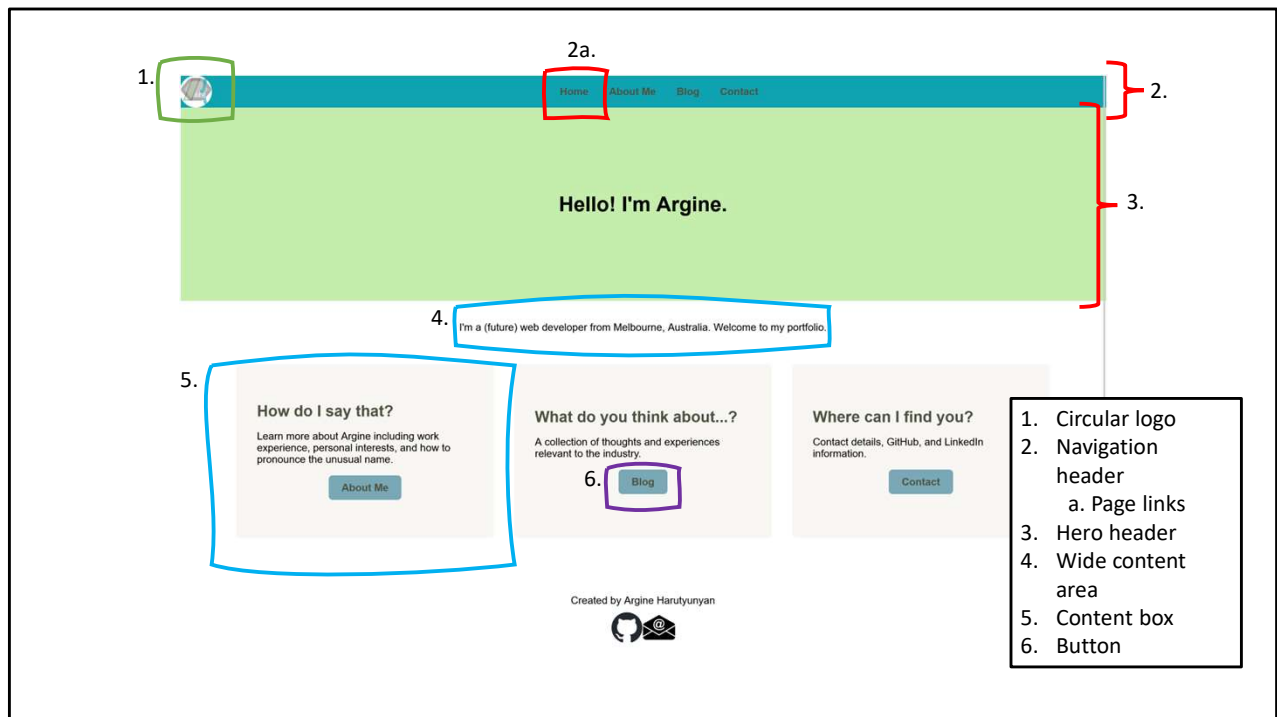 2a.
1.
Home About Me Blog Contact
2.
Hello! I'm Argine.
3.
4.
I'm a (future) web developer from Melbourne, Australia. Welcome to my portfolio.
5.
How do I say that?
Learn more about Argine including work
experience, personal interests, and how to
pronounce the unusual name.
About Me
What do you think about...?
A collection of thoughts and experiences
relevant to the industry.
6.
Blog
Where can I find you?
Contact details, GitHub, and LinkedIn
information.
Contact
1. Circular logo
2. Navigation
header
a. Page links
3. Hero header
4. Wide content
area
5. Content box
6. Button
Created by Argine Harutyunyan
@